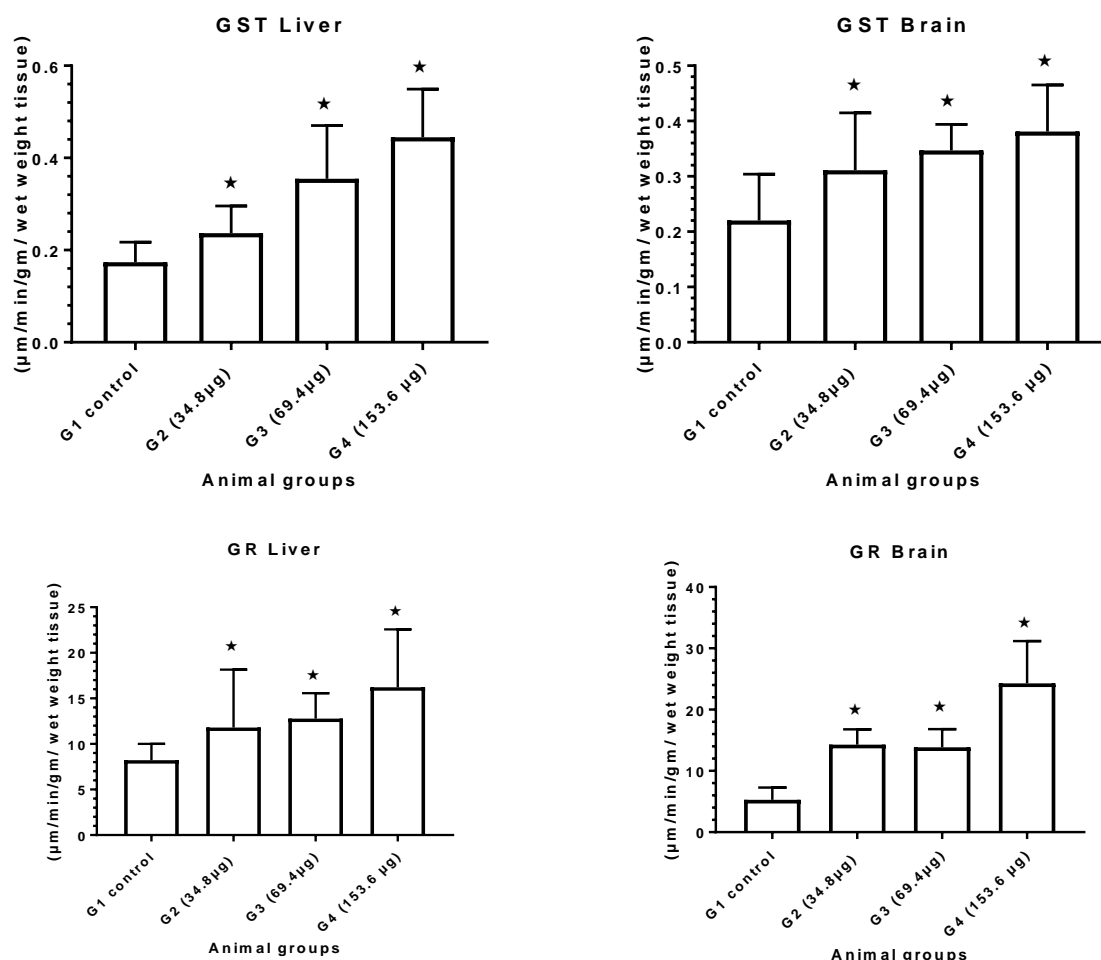 GST Liver
(µm/min/gm/ wet weight tissue)
0.6
0.4
0.2
0.0
★
★
★
G1 control
G2 (34.8µg)
G3 (69.4µg)
G4 (153.6 µg)
Animal groups
GST Brain
(µm/min/gm/ wet weight tissue)
0.5
0.4
0.3
0.2
0.1
0.0
★
★
★
G1 control
G2 (34.8µg)
G3 (69.4µg)
G4 (153.6 µg)
Animal groups
GR Liver
(µm/min/gm/ wet weight tissue)
25
20
15
10
5
0
★
★
★
G1 control
G2 (34.8µg)
G3 (69.4µg)
G4 (153.6 µg)
Animal groups
GR Brain
(µm/min/gm/ wet weight tissue)
40
30
20
10
0
★
★
★
G1 control
G2 (34.8µg)
G3 (69.4µg)
G4 (153.6 µg)
Animal groups